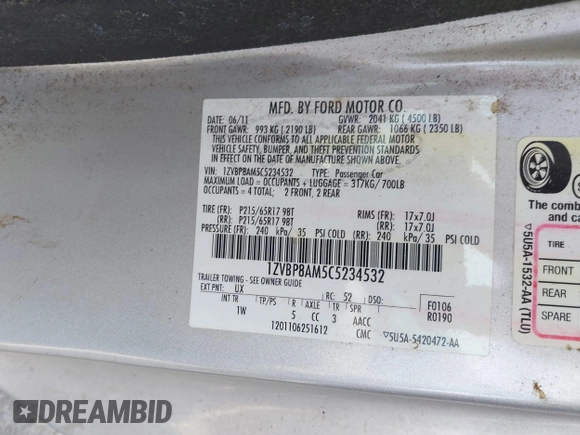 MFD. BY FORD MOTOR CO.
DATE: 06/11 GVWR: 2041 KG ( 4500 LB)
FRONT GAWR: 993 KG ( 2190 LB) REAR GAWR: 1066 KG ( 2350 LB)
THIS VEHICLE CONFORMS TO ALL APPLICABLE FEDERAL MOTOR
VEHICLE SAFETY, BUMPER, AND THEFT PREVENTION STANDARDS
IN EFFECT ON THE DATE OF MANUFACTURE SHOWN ABOVE.
VIN: 1ZVBP8AM5C5234532 TYPE: Passenger Car
MAXIMUM LOAD = OCCUPANTS + LUGGAGE = 317KG/ 700LB
OCCUPANTS = 4 TOTAL; 2 FRONT, 2 REAR
TIRE (FR): P215/65R17 98T RIMS (FR): 17x7.0J
(RR): P215/65R17 98T (RR): 17x7.0J
PRESSURE (FR): 240 kPa/ 35 PSI COLD (RR): 240 kPa/ 35 PSI COLD
1ZVBP8AM5C5234532
TRAILER TOWING - SEE OWNER GUIDE
EXT PNT: UX RC: 52 DSO: F0106
INT TR TP/PS R AXLE TR SPR R0190
1W 5 CC 3 AACC
1201106251612 CMC ▽5U5A-5420472-AA
The comb
and ca
TIRE
FRONT
REAR
SPARE
▽5U5A-1532-AA (TLU)
DREAMBID